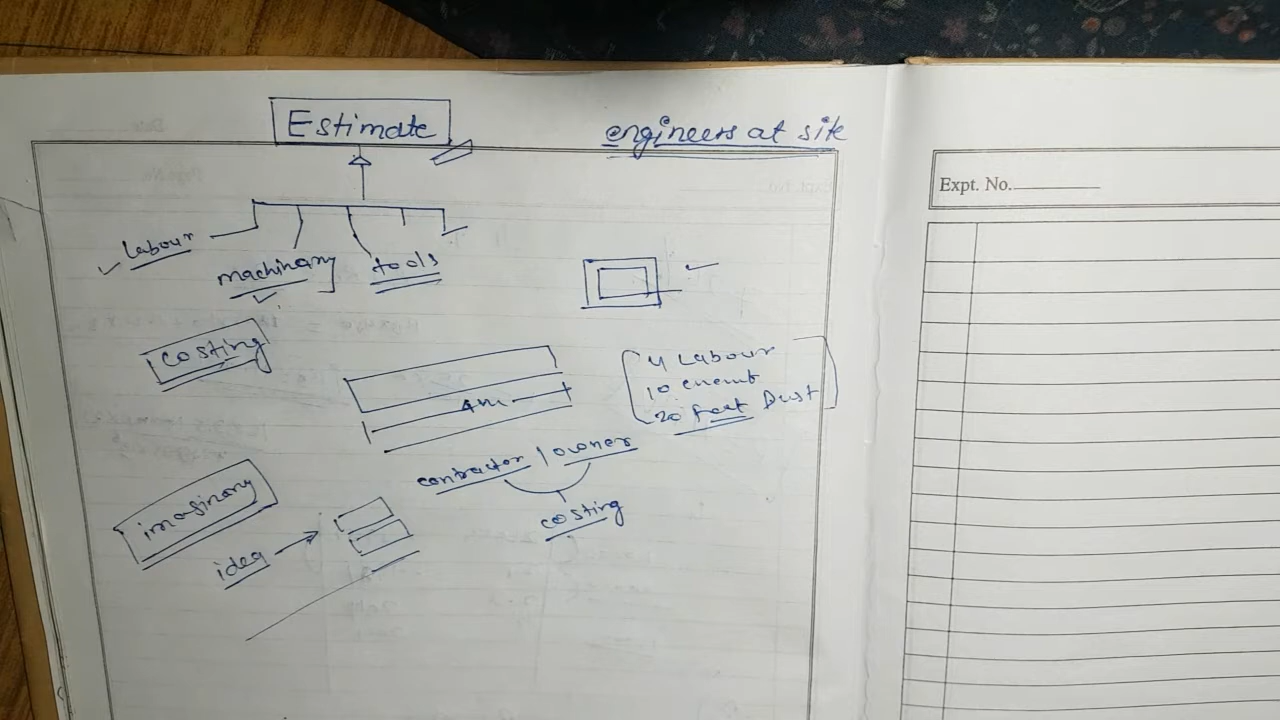 Estimate
engineers at site
Labour
machinary
tools
costing
4 Labour
10 cement
20 feet Dust
4m
contractor / owner
costing
imaginary
idea
Expt. No.